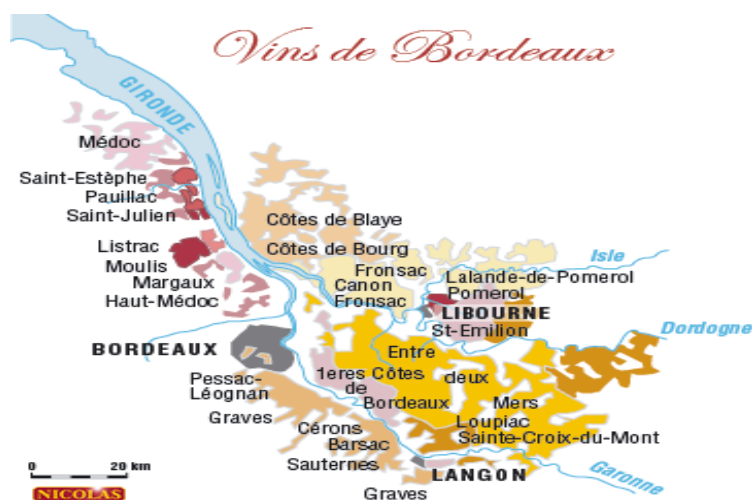 Vins de Bordeaux
GIRONDE
Médoc
Saint-Estèphe
Pauillac
Saint-Julien
Listrac
Moulis
Margaux
Haut-Médoc
Côtes de Blaye
Côtes de Bourg
Fronsac
Canon
Fronsac
Isle
Lalande-de-Pomerol
Pomerol
LIBOURNE
St-Emilion
Dordogne
BORDEAUX
Pessac-
Léognan
Graves
Entre
deux
Mers
1eres Côtes
de
Bordeaux
Loupiac
Sainte-Croix-du-Mont
Cérons
Barsac
Sauternes
LANGON
Graves
Garonne
0 20 km
NICOLAS